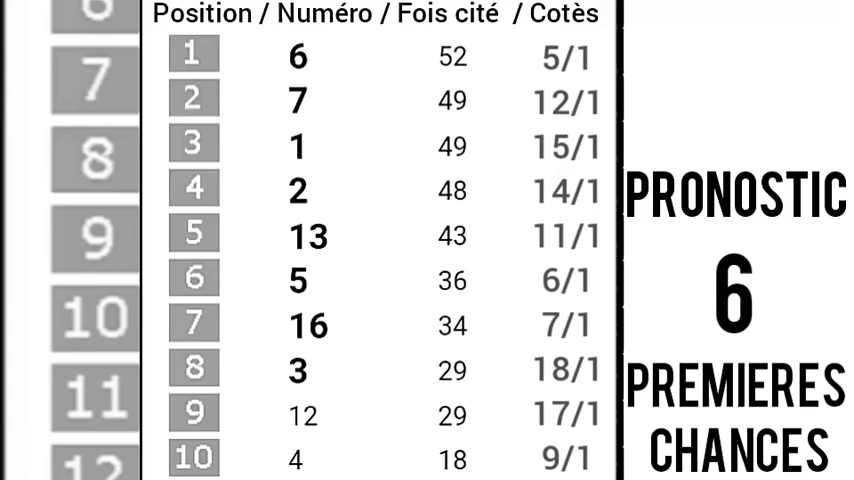 6
7
8
9
10
11
12
Position / Numéro / Fois cité / Cotès
1 6 52 5/1
2 7 49 12/1
3 1 49 15/1
4 2 48 14/1
5 13 43 11/1
6 5 36 6/1
7 16 34 7/1
8 3 29 18/1
9 12 29 17/1
10 4 18 9/1
PRONOSTIC
6
PREMIERES
CHANCES